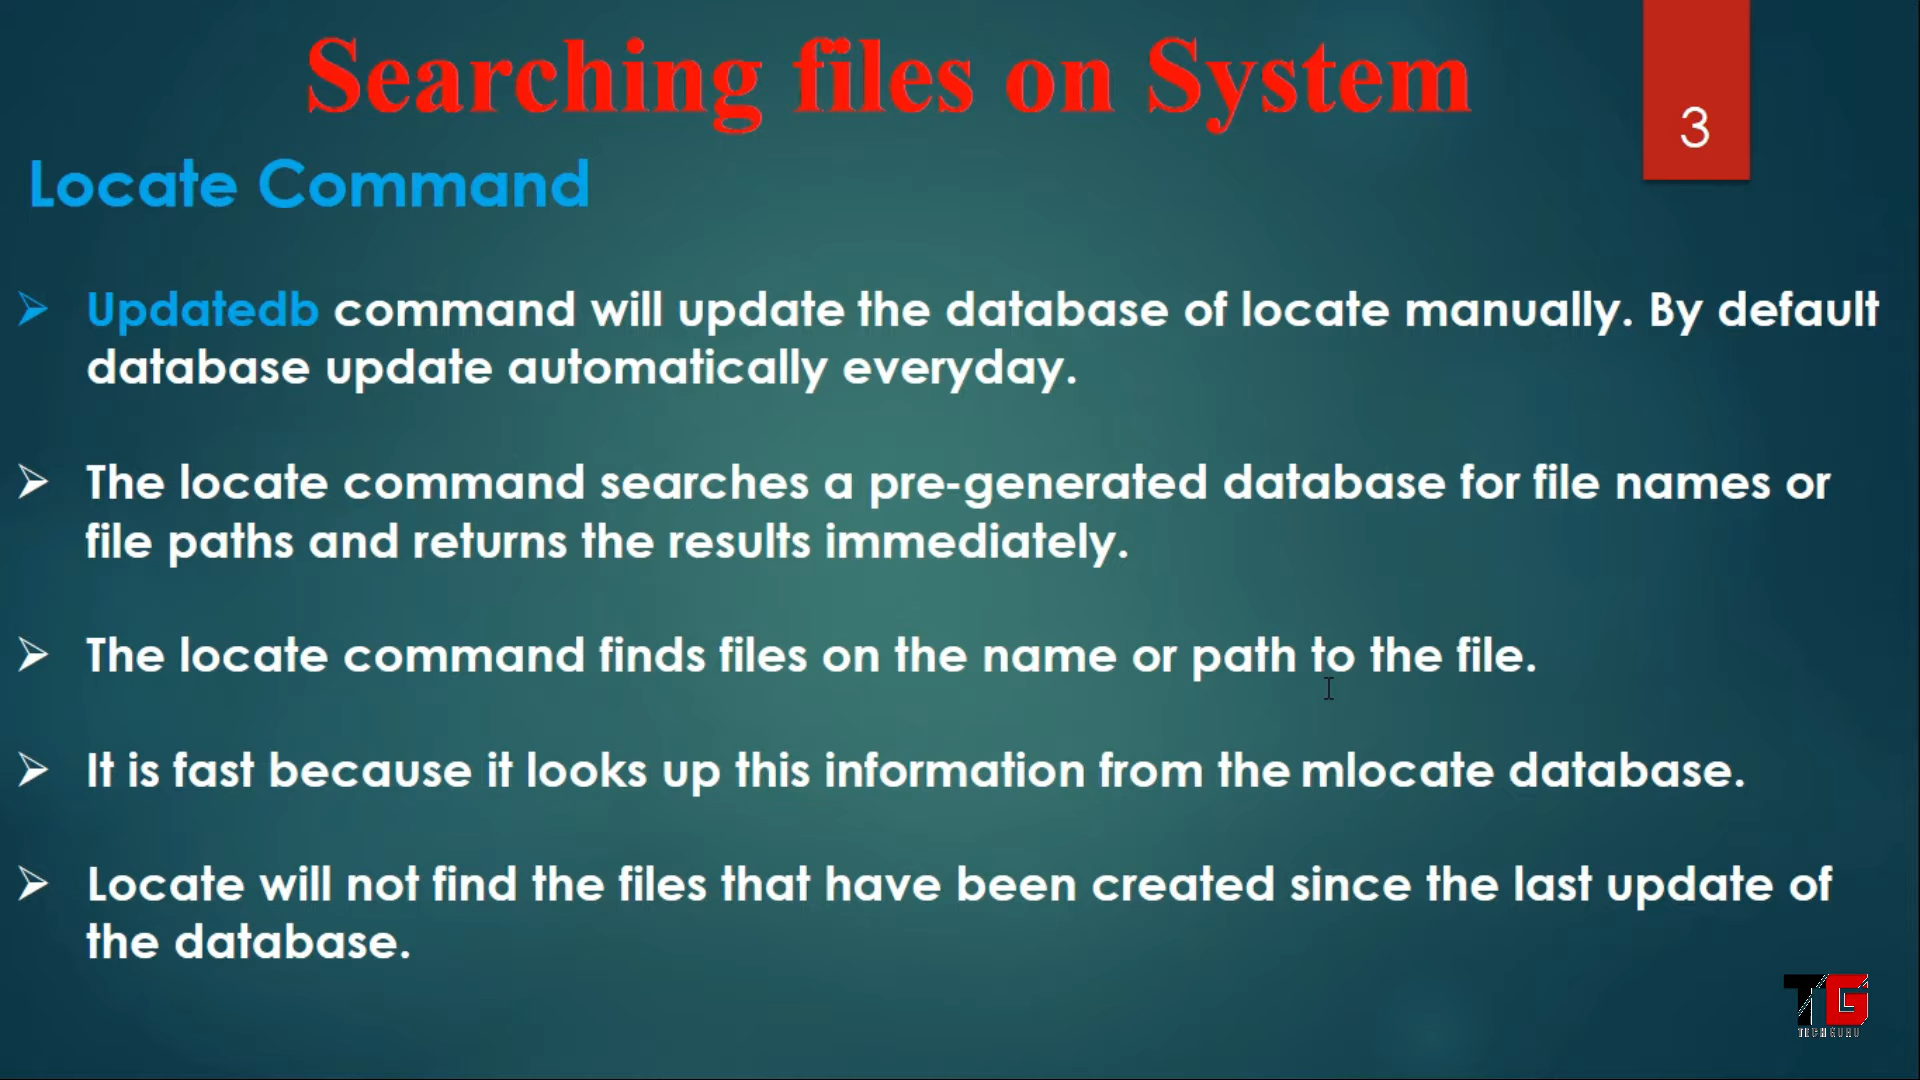 Searching files on System
3
Locate Command
➢ Updatedb command will update the database of locate manually. By default
database update automatically everyday.
➢ The locate command searches a pre-generated database for file names or
file paths and returns the results immediately.
➢ The locate command finds files on the name or path to the file.
➢ It is fast because it looks up this information from the mlocate database.
➢ Locate will not find the files that have been created since the last update of
the database.
TG
TECH GURU